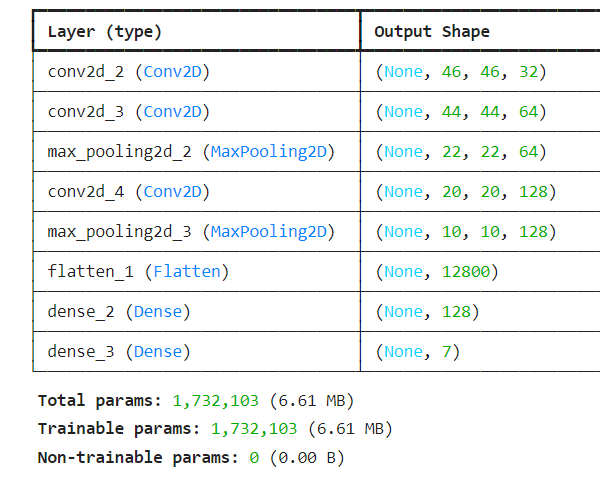 Layer (type) Output Shape
conv2d_2 (Conv2D) (None, 46, 46, 32)
conv2d_3 (Conv2D) (None, 44, 44, 64)
max_pooling2d_2 (MaxPooling2D) (None, 22, 22, 64)
conv2d_4 (Conv2D) (None, 20, 20, 128)
max_pooling2d_3 (MaxPooling2D) (None, 10, 10, 128)
flatten_1 (Flatten) (None, 12800)
dense_2 (Dense) (None, 128)
dense_3 (Dense) (None, 7)
Total params: 1,732,103 (6.61 MB)
Trainable params: 1,732,103 (6.61 MB)
Non-trainable params: 0 (0.00 B)